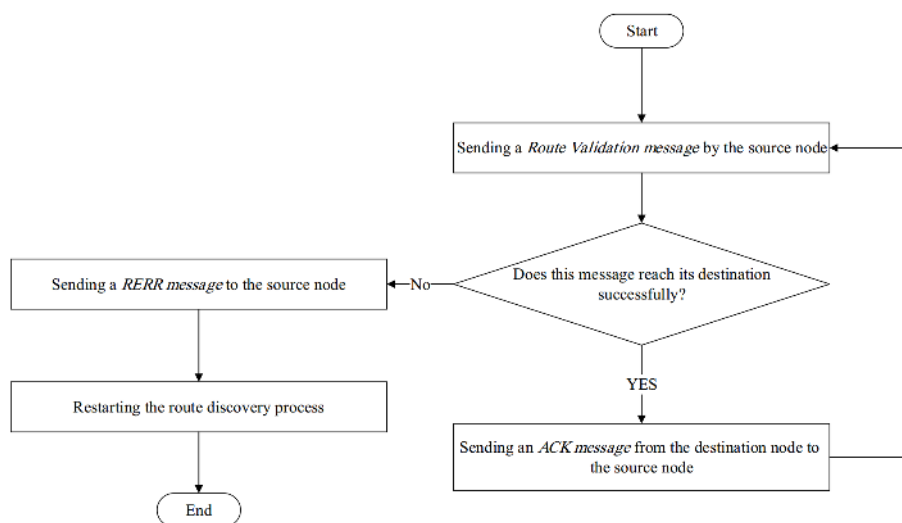 Start
Sending a Route Validation message by the source node
Does this message reach its destination
successfully?
No
Sending a RERR message to the source node
YES
Restarting the route discovery process
Sending an ACK message from the destination node to
the source node
End